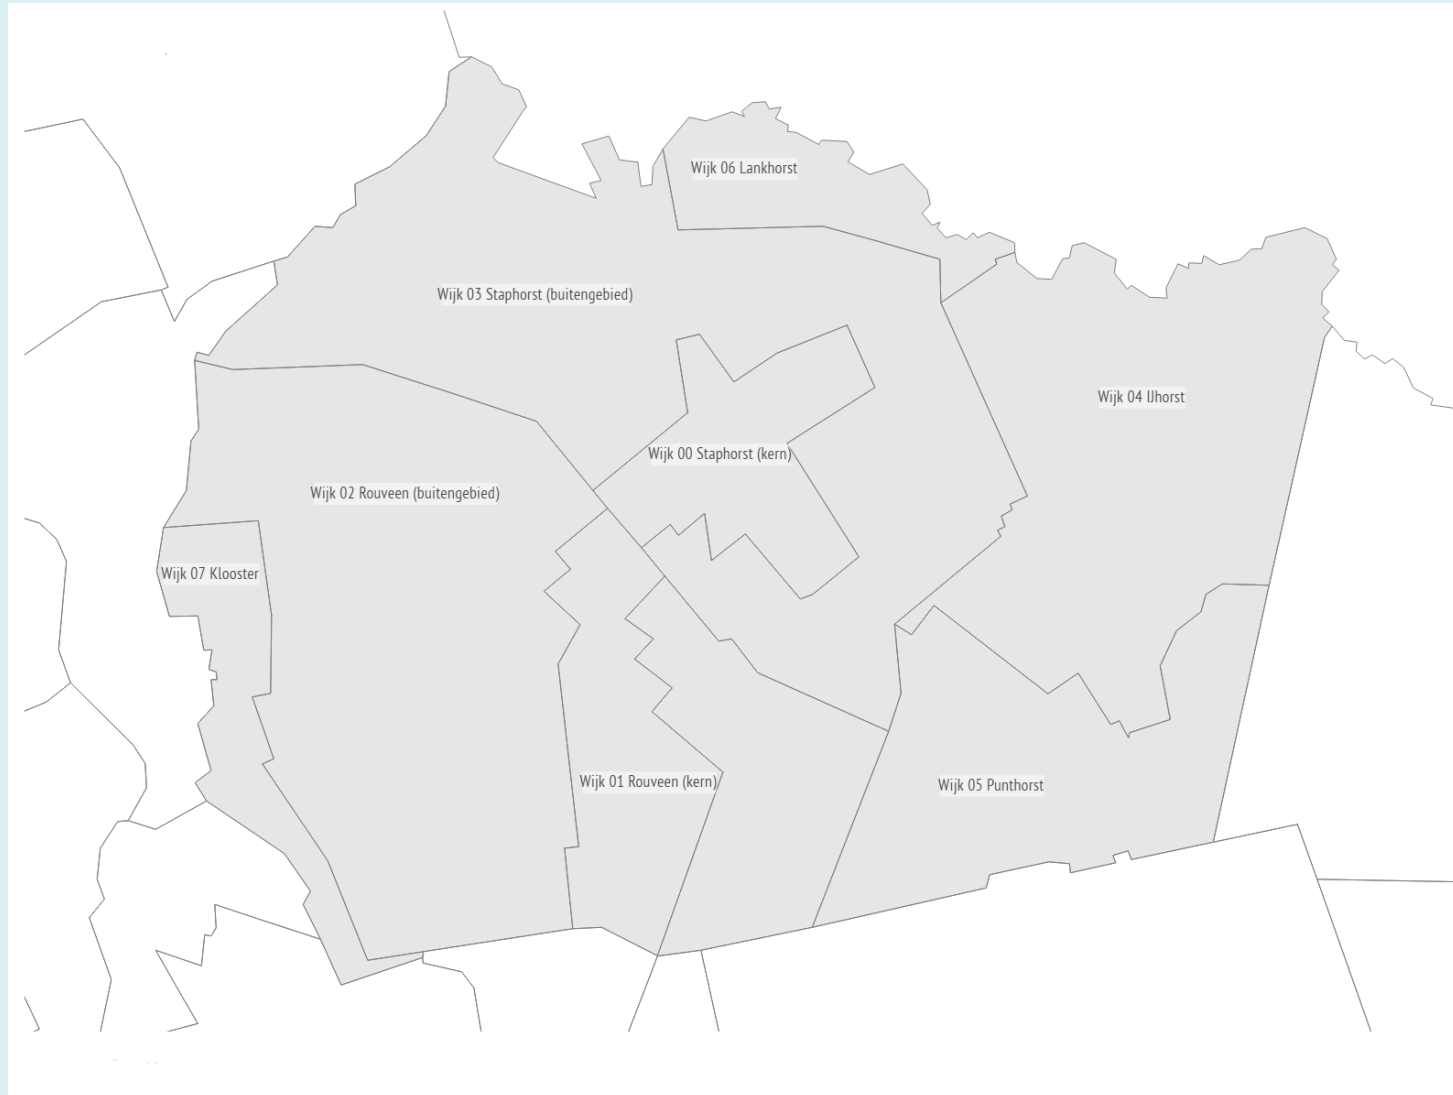 Wijk 06 Lankhorst
Wijk 03 Staphorst (buitengebied)
Wijk 04 IJhorst
Wijk 00 Staphorst (kern)
Wijk 02 Rouveen (buitengebied)
Wijk 07 Klooster
Wijk 01 Rouveen (kern)
Wijk 05 Punthorst